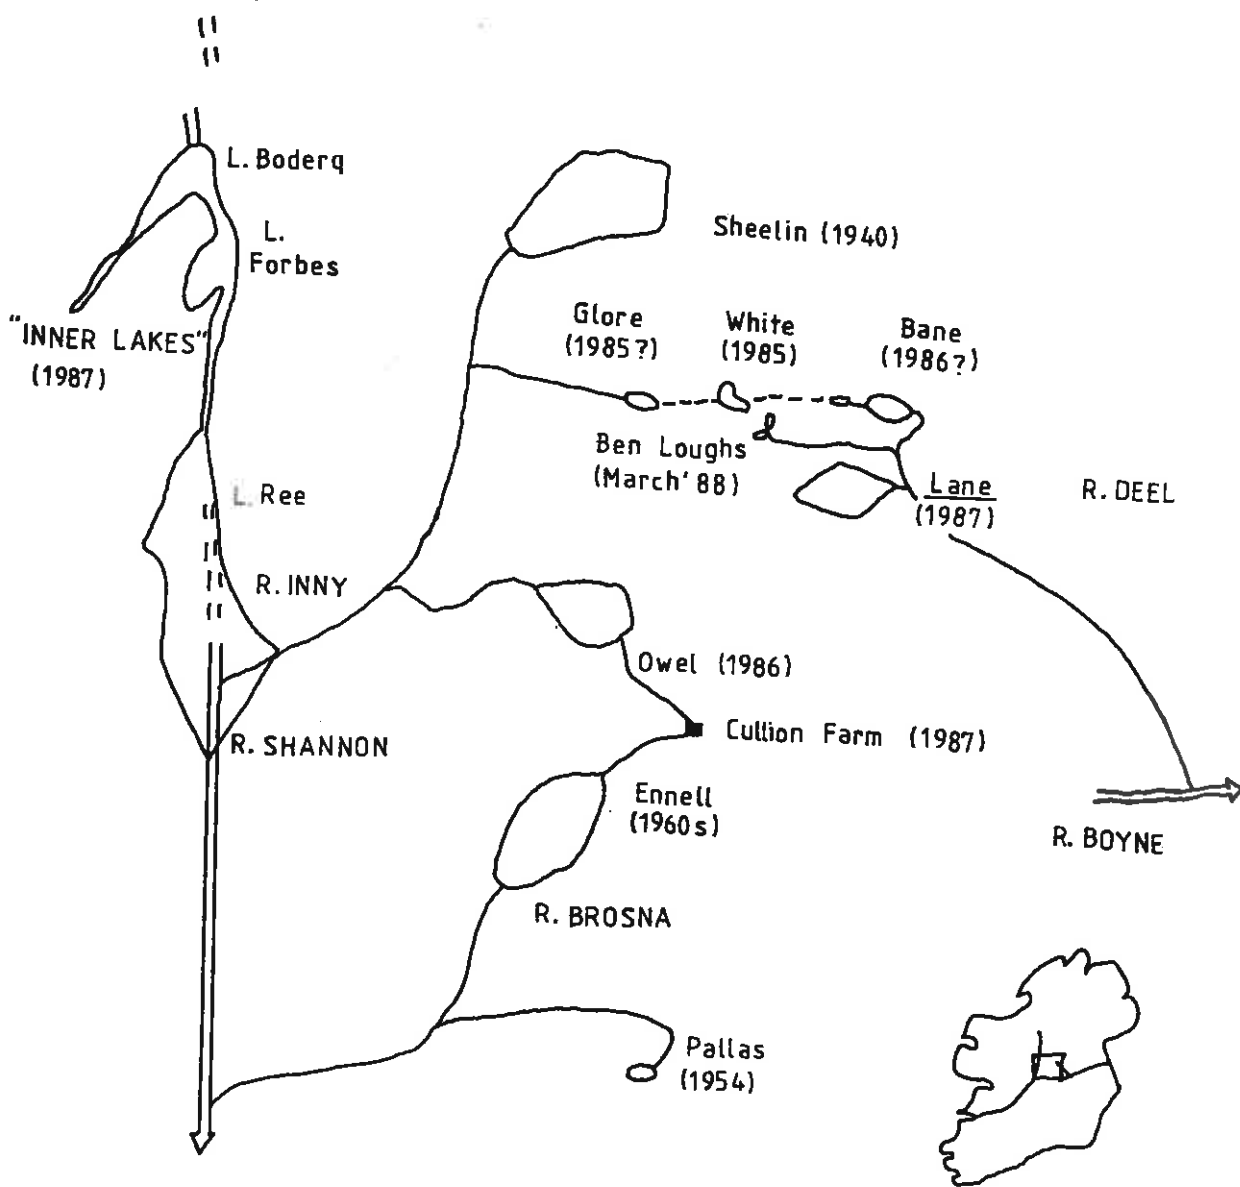 L. Boderq
L.
Forbes
Sheelin (1940)
"INNER LAKES"
(1987)
Glore
(1985?)
White
(1985)
Bane
(1986?)
Ben Loughs
(March' 88)
Lane
(1987)
R. DEEL
L. Ree
R. INNY
Owel (1986)
Cullion Farm (1987)
R. SHANNON
Ennell
(1960s)
R. BOYNE
R. BROSNA
Pallas
(1954)